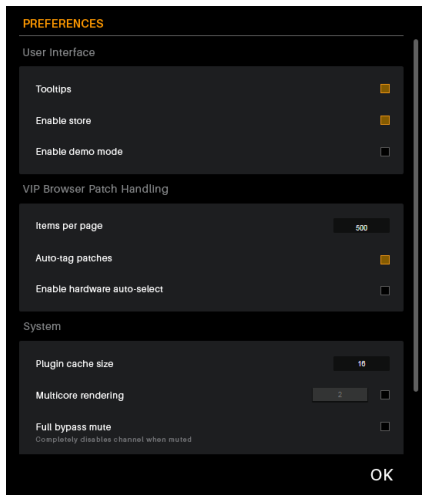 PREFERENCES
User Interface
Tooltips
Enable store
Enable demo mode
VIP Browser Patch Handling
Items per page 500
Auto-tag patches
Enable hardware auto-select
System
Plugin cache size 16
Multicore rendering 2
Full bypass mute
Completely disables channel when muted
OK